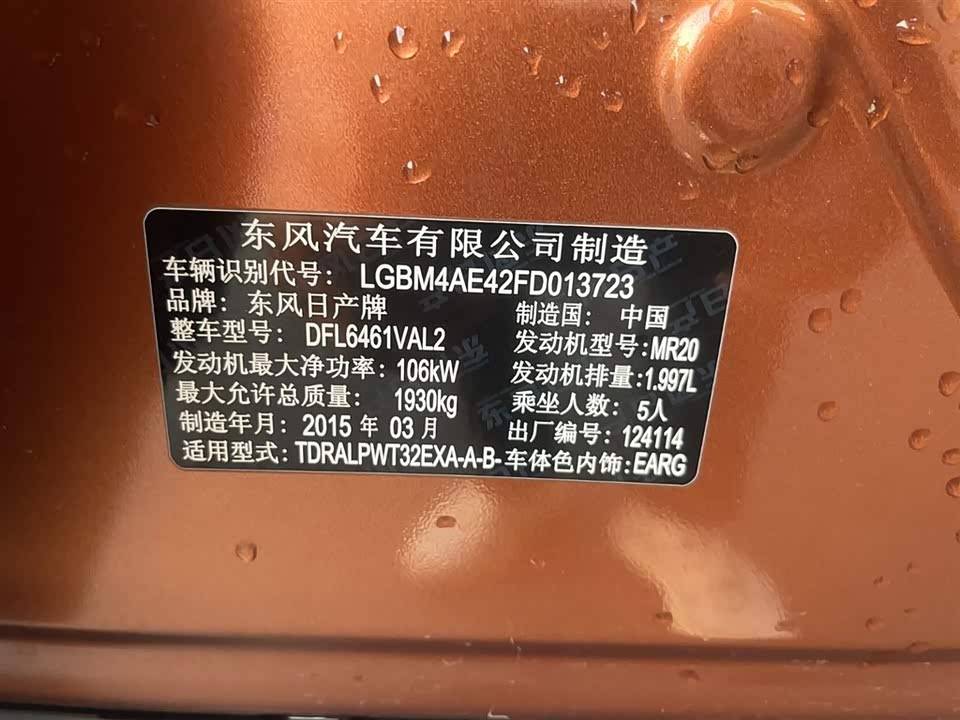 东风汽车有限公司制造
车辆识别代号: LGBM4AE42FD013723
品牌: 东风日产牌 制造国: 中国
整车型号: DFL6461VAL2 发动机型号:MR20
发动机最大净功率: 106kW 发动机排量:1.997L
最大允许总质量: 1930kg 乘坐人数: 5人
制造年月: 2015 年 03 月 出厂编号: 124114
适用型式: TDRALPWT32EXA-A-B- 车体色内饰:EARG